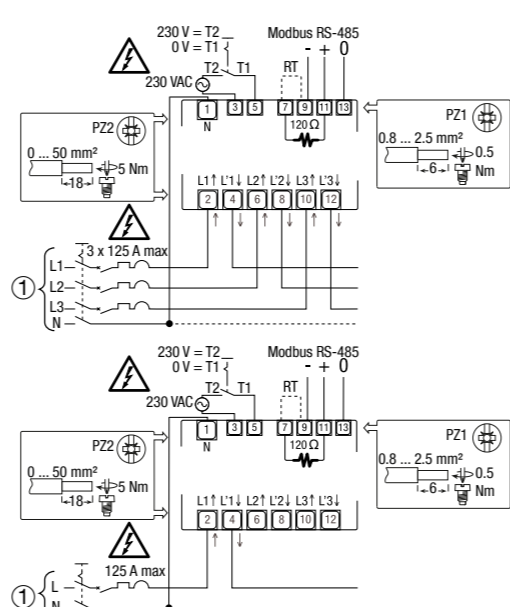 230 V = T2
0 V = T1
Modbus RS-485
- + 0
T2 T1
RT
230 VAC
1 3 5 7 9 11 13
N
120 Ω
PZ2
0 ... 50 mm²
5 Nm
18
PZ1
0.8 ... 2.5 mm²
0.5
Nm
6
L1↑ L'1↓ L2↑ L'2↓ L3↑ L'3↓
2 4 6 8 10 12
3 x 125 A max
1
L1
L2
L3
N
230 V = T2
0 V = T1
Modbus RS-485
- + 0
T2 T1
RT
230 VAC
1 3 5 7 9 11 13
N
120 Ω
PZ2
0 ... 50 mm²
5 Nm
18
PZ1
0.8 ... 2.5 mm²
0.5
Nm
6
L1↑ L'1↓ L2↑ L'2↓ L3↑ L'3↓
2 4 6 8 10 12
125 A max
1
L
N